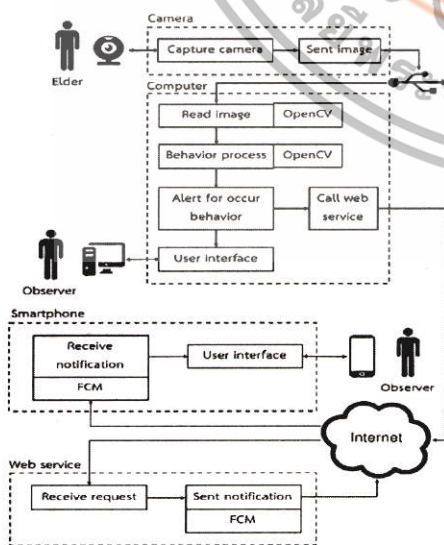 Camera
Capture camera
Sent image
Elder
Computer
Read image
OpenCV
Behavior process
OpenCV
Alert for occur
behavior
Call web
service
User interface
Observer
Smartphone
Receive
notification
FCM
User interface
Observer
Internet
Web service
Receive request
Sent notification
FCM